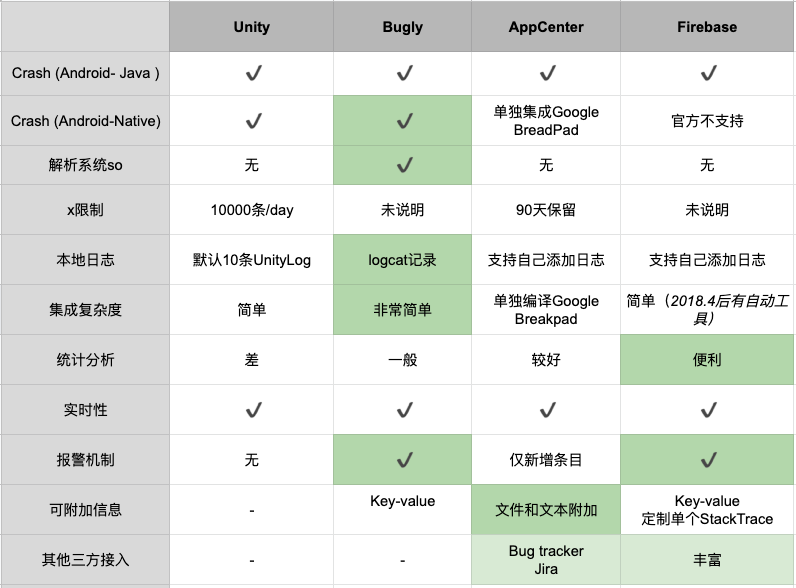 Unity Bugly AppCenter Firebase
Crash (Android- Java ) ✔ ✔ ✔ ✔
Crash (Android-Native) ✔ ✔ 单独集成Google BreadPad 官方不支持
解析系统so 无 ✔ 无 无
x限制 10000条/day 未说明 90天保留 未说明
本地日志 默认10条UnityLog logcat记录 支持自己添加日志 支持自己添加日志
集成复杂度 简单 非常简单 单独编译Google Breakpad 简单（2018.4后有自动工具）
统计分析 差 一般 较好 便利
实时性 ✔ ✔ ✔ ✔
报警机制 无 ✔ 仅新增条目 ✔
可附加信息 - Key-value 文件和文本附加 Key-value 定制单个StackTrace
其他三方接入 - - Bug tracker Jira 丰富